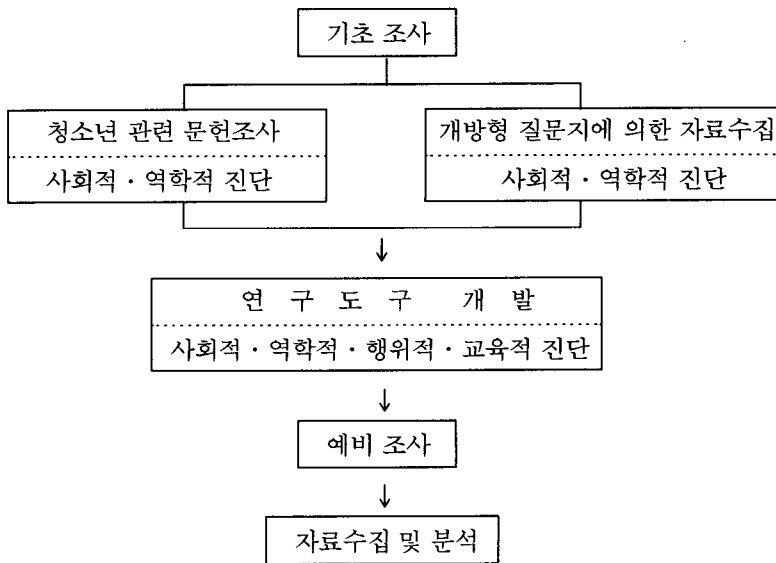 기초 조사
청소년 관련 문헌조사
사회적·역학적 진단
개방형 질문지에 의한 자료수집
사회적·역학적 진단
연 구 도 구 개 발
사회적·역학적·행위적·교육적 진단
예비 조사
자료수집 및 분석